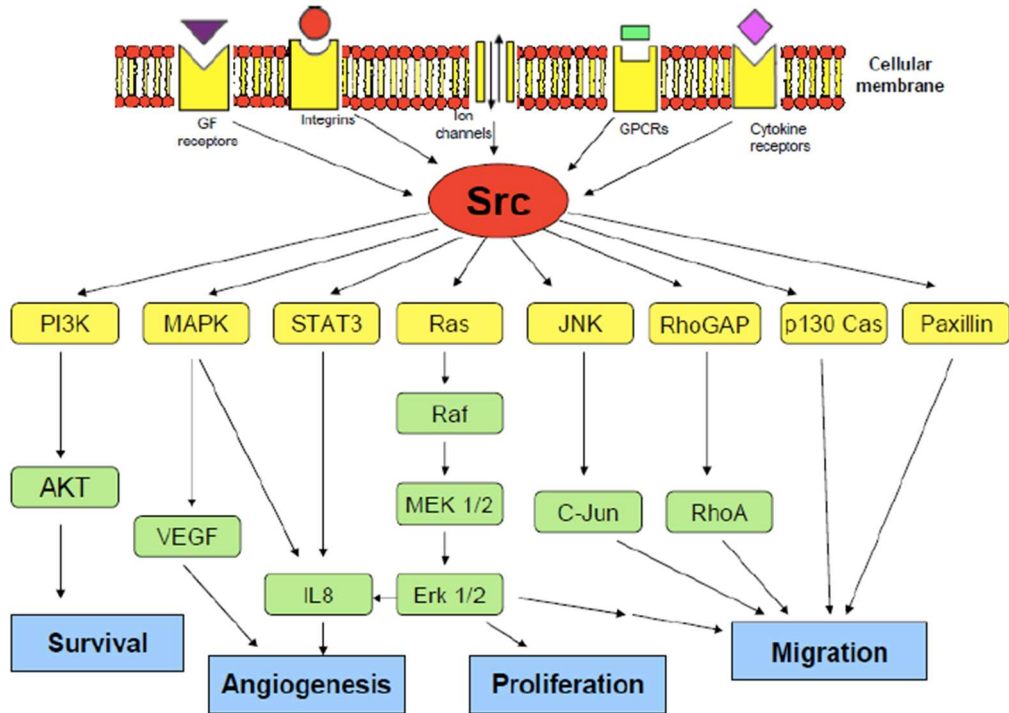 Cellular
membrane
GF
receptors
Integrins
Ion
channels
GPCRs
Cytokine
receptors
Src
PI3K
MAPK
STAT3
Ras
JNK
RhoGAP
p130 Cas
Paxillin
Raf
AKT
MEK 1/2
C-Jun
RhoA
VEGF
IL8
Erk 1/2
Survival
Angiogenesis
Proliferation
Migration